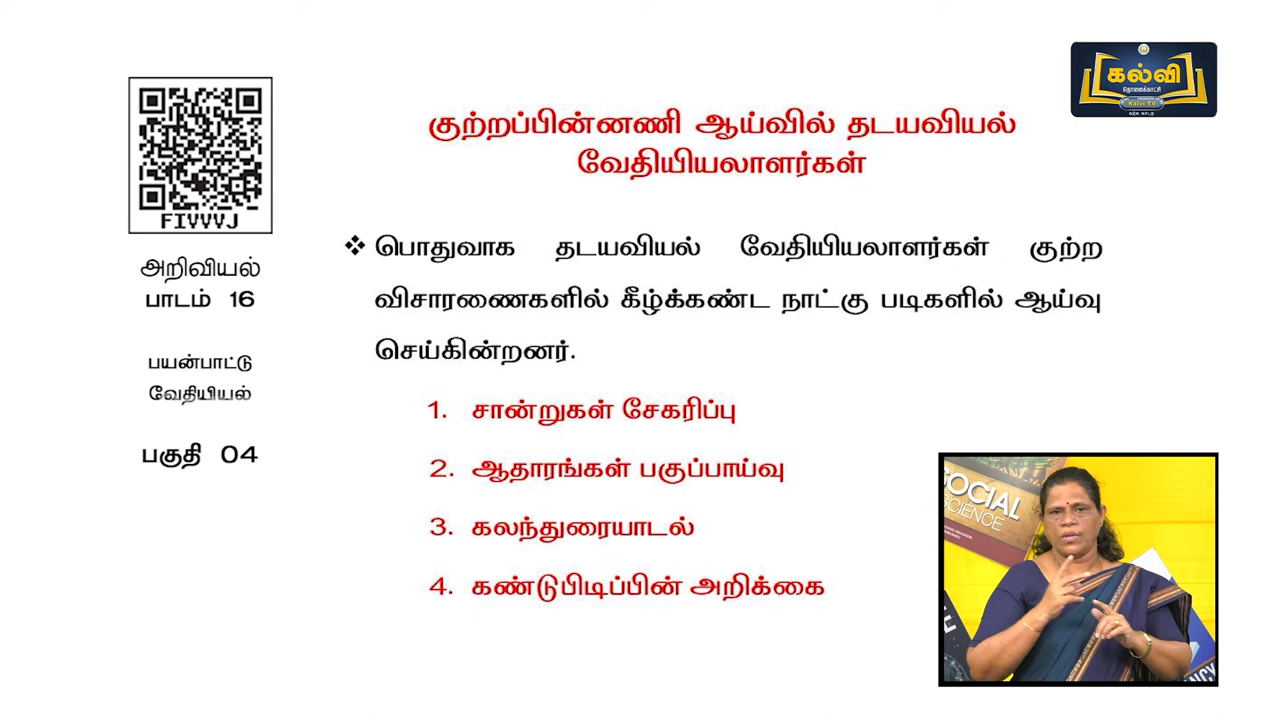 கல்வி
தொலைக்காட்சி
Kalvi TV
குற்றப்பின்னணி ஆய்வில் தடயவியல்
வேதியியலாளர்கள்
FIVVVJ
அறிவியல்
பாடம் 16
பயன்பாட்டு
வேதியியல்
பகுதி 04
❖ பொதுவாக தடயவியல் வேதியியலாளர்கள் குற்ற
விசாரணைகளில் கீழ்க்கண்ட நாட்கு படிகளில் ஆய்வு
செய்கின்றனர்.
1. சான்றுகள் சேகரிப்பு
2. ஆதாரங்கள் பகுப்பாய்வு
3. கலந்துரையாடல்
4. கண்டுபிடிப்பின் அறிக்கை
SOCIAL
SCIENCE